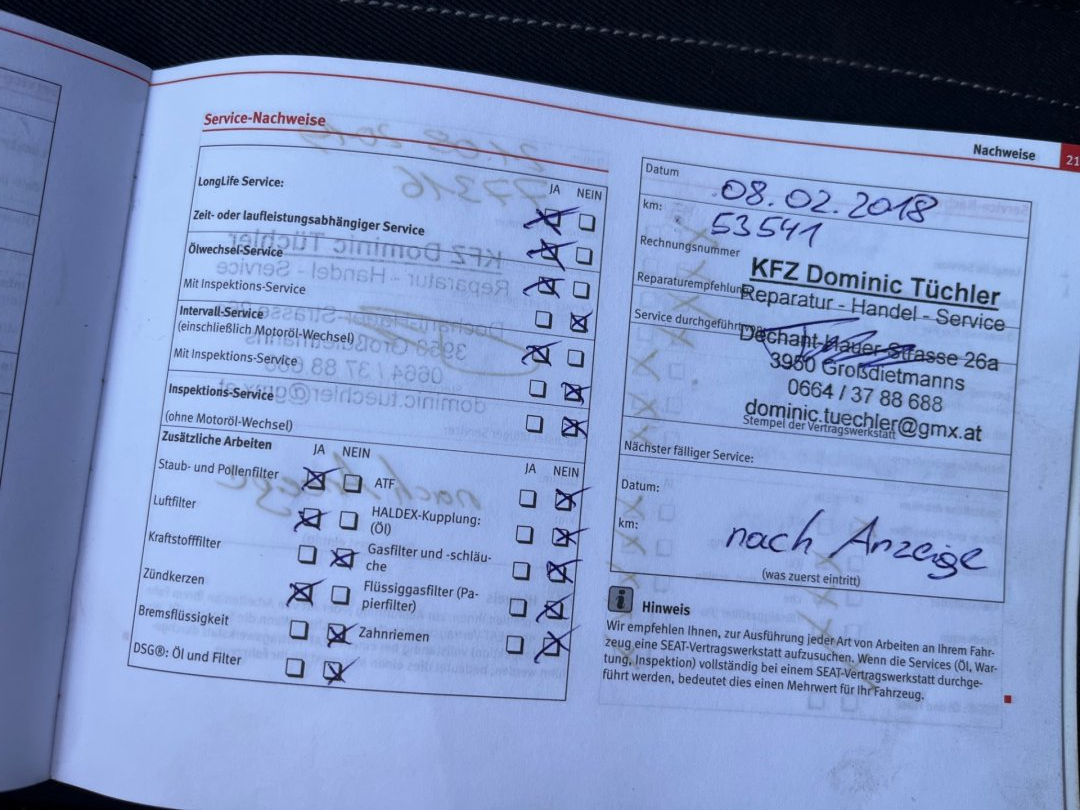 Service-Nachweise
Nachweise
21
LongLife Service:
JA NEIN
Zeit- oder laufleistungsabhängiger Service
Ölwechsel-Service
Mit Inspektions-Service
Intervall-Service
(einschließlich Motoröl-Wechsel)
Mit Inspektions-Service
Inspektions-Service
(ohne Motoröl-Wechsel)
Zusätzliche Arbeiten
JA NEIN
JA NEIN
Staub- und Pollenfilter
ATF
Luftfilter
HALDEX-Kupplung:
(Öl)
Kraftstofffilter
Gasfilter und -schläu-
che
Zündkerzen
Flüssiggasfilter (Pa-
pierfilter)
Bremsflüssigkeit
Zahnriemen
DSG®: Öl und Filter
Datum
08.02.2018
km:
53541
Rechnungsnummer
KFZ Dominic Tüchler
Reparaturempfehlung
Reparatur - Handel - Service
Service durchgeführt
Dechant-Hauer-Strasse 26a
3950 Großdietmanns
0664 / 37 88 688
dominic.tuechler@gmx.at
Stempel der Vertragswerkstatt
Nächster fälliger Service:
Datum:
km:
nach Anzeige
(was zuerst eintritt)
i Hinweis
Wir empfehlen Ihnen, zur Ausführung jeder Art von Arbeiten an Ihrem Fahr-
zeug eine SEAT-Vertragswerkstatt aufzusuchen. Wenn die Services (Öl, War-
tung, Inspektion) vollständig bei einem SEAT-Vertragswerkstatt durchge-
führt werden, bedeutet dies einen Mehrwert für Ihr Fahrzeug.